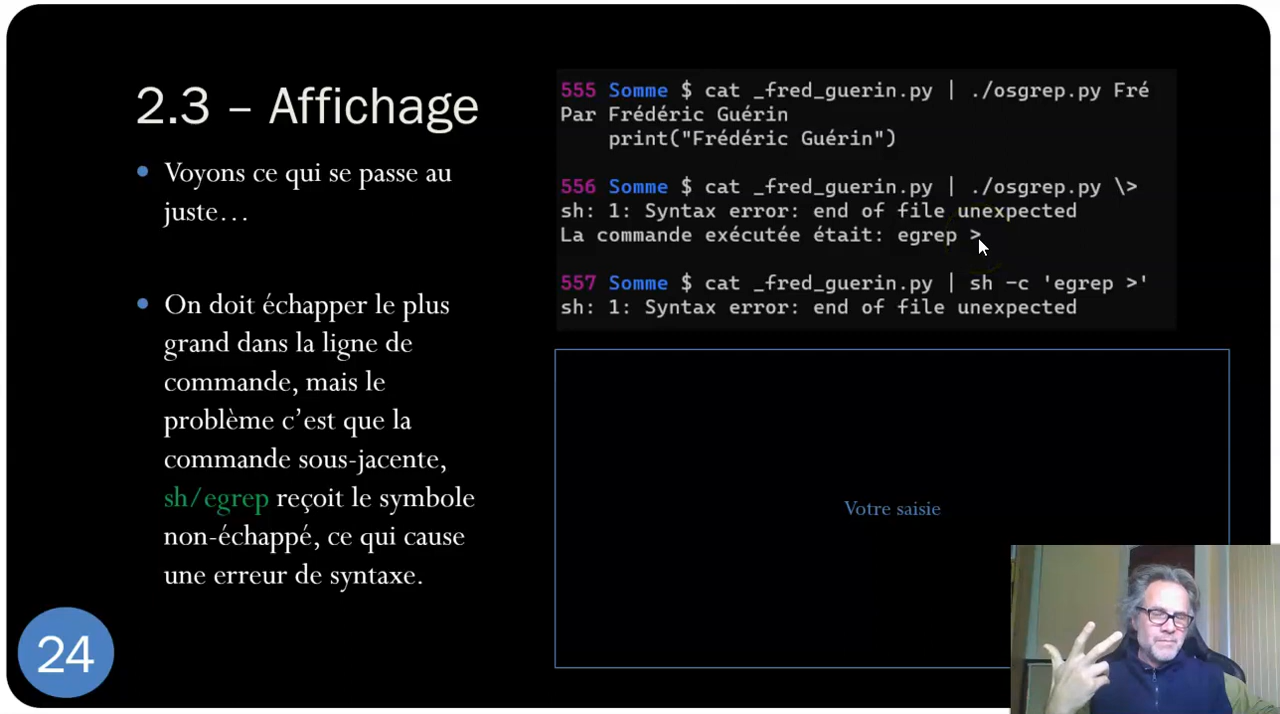 2.3 – Affichage
Voyons ce qui se passe au
juste…
On doit échapper le plus
grand dans la ligne de
commande, mais le
problème c’est que la
commande sous-jacente,
sh/egrep reçoit le symbole
non-échappé, ce qui cause
une erreur de syntaxe.
24
555 Somme $ cat _fred_guerin.py | ./osgrep.py Fré
Par Frédéric Guérin
print("Frédéric Guérin")
556 Somme $ cat _fred_guerin.py | ./osgrep.py \>
sh: 1: Syntax error: end of file unexpected
La commande exécutée était: egrep >
557 Somme $ cat _fred_guerin.py | sh -c 'egrep >'
sh: 1: Syntax error: end of file unexpected
Votre saisie